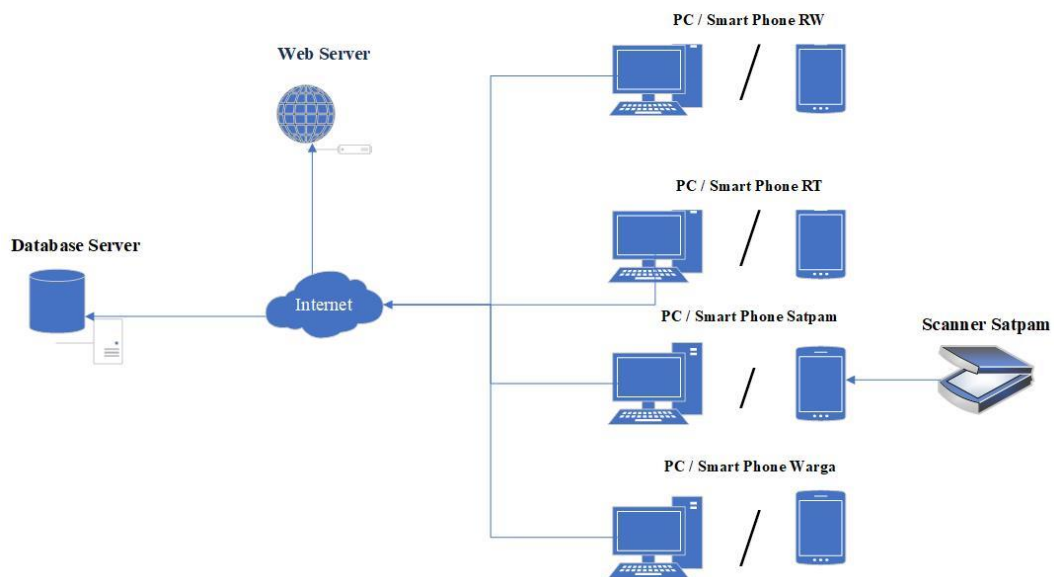 PC / Smart Phone RW
Web Server
PC / Smart Phone RT
Database Server
Internet
PC / Smart Phone Satpam
Scanner Satpam
PC / Smart Phone Warga